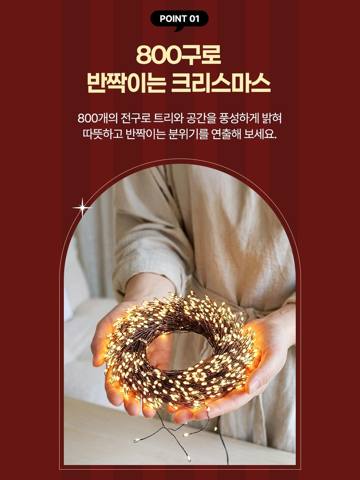 POINT 01
800구로
반짝이는 크리스마스
800개의 전구로 트리와 공간을 풍성하게 밝혀
따뜻하고 반짝이는 분위기를 연출해 보세요.